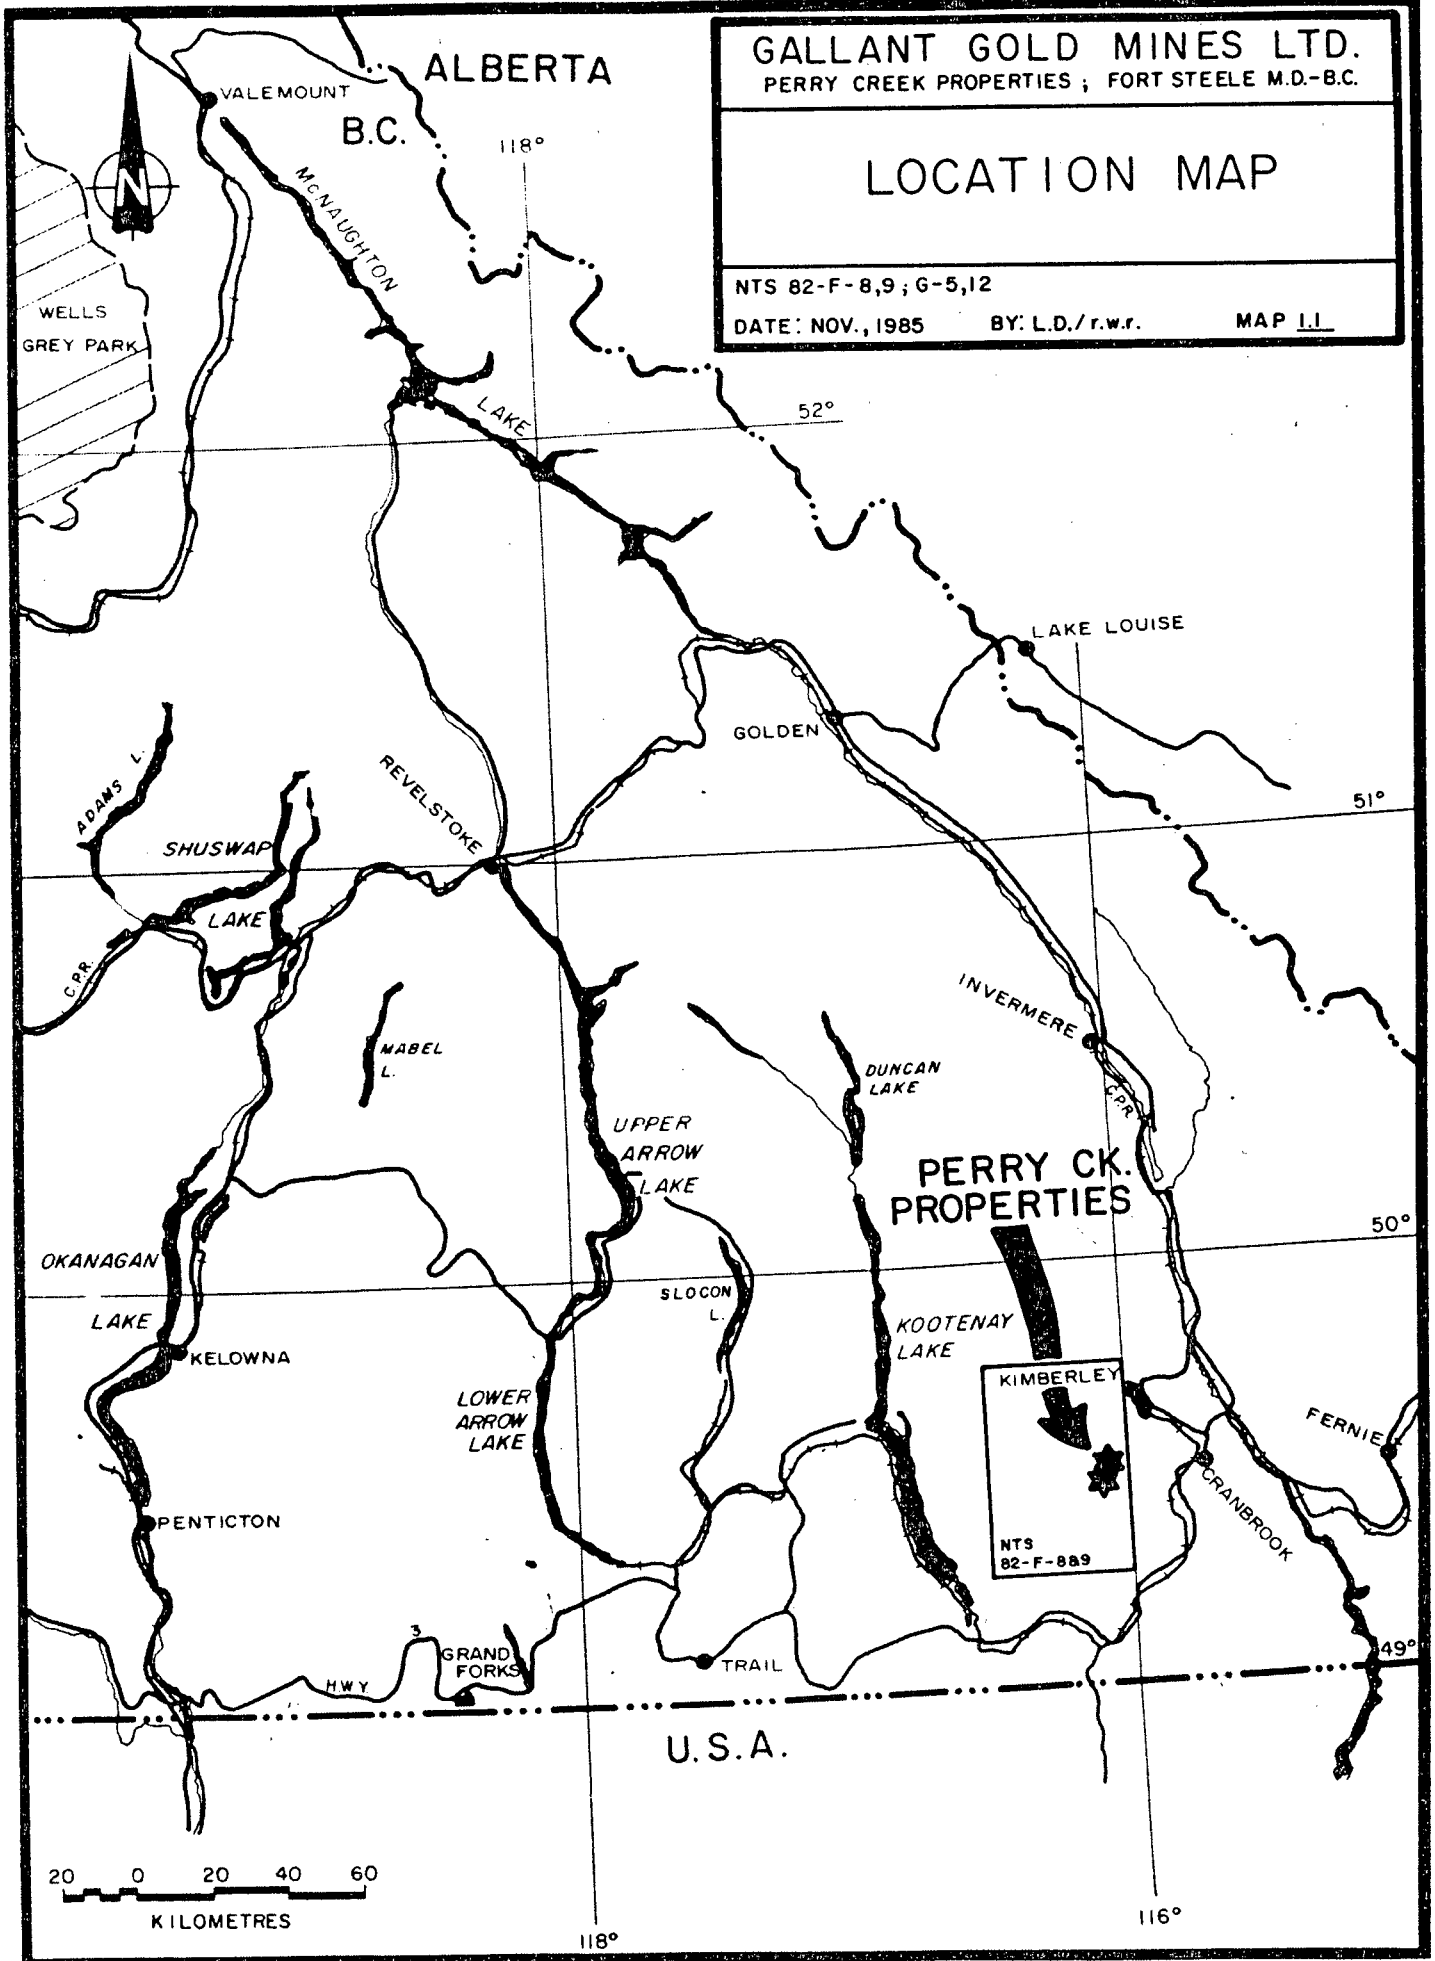 GALLANT GOLD MINES LTD.
PERRY CREEK PROPERTIES ; FORT STEELE M.D.-B.C.
LOCATION MAP
NTS 82-F-8,9 ; G-5,12
DATE: NOV., 1985 BY: L.D./r.w.r. MAP 1.1
ALBERTA
VALEMOUNT
B.C.
118°
N
McNAUGHTON
LAKE
WELLS
GREY PARK
52°
LAKE LOUISE
GOLDEN
REVELSTOKE
51°
ADAMS L.
SHUSWAP
LAKE
C.P.R.
INVERMERE
MABEL
L.
DUNCAN
LAKE
C.P.R.
UPPER
ARROW
LAKE
PERRY CK.
PROPERTIES
50°
OKANAGAN
LAKE
SLOCON
L.
KOOTENAY
LAKE
KELOWNA
KIMBERLEY
LOWER
ARROW
LAKE
FERNIE
CRANBROOK
PENTICTON
NTS
82-F-8&9
3
GRAND
FORKS
TRAIL
49°
H.W.Y.
U.S.A.
20 0 20 40 60
KILOMETRES
118°
116°